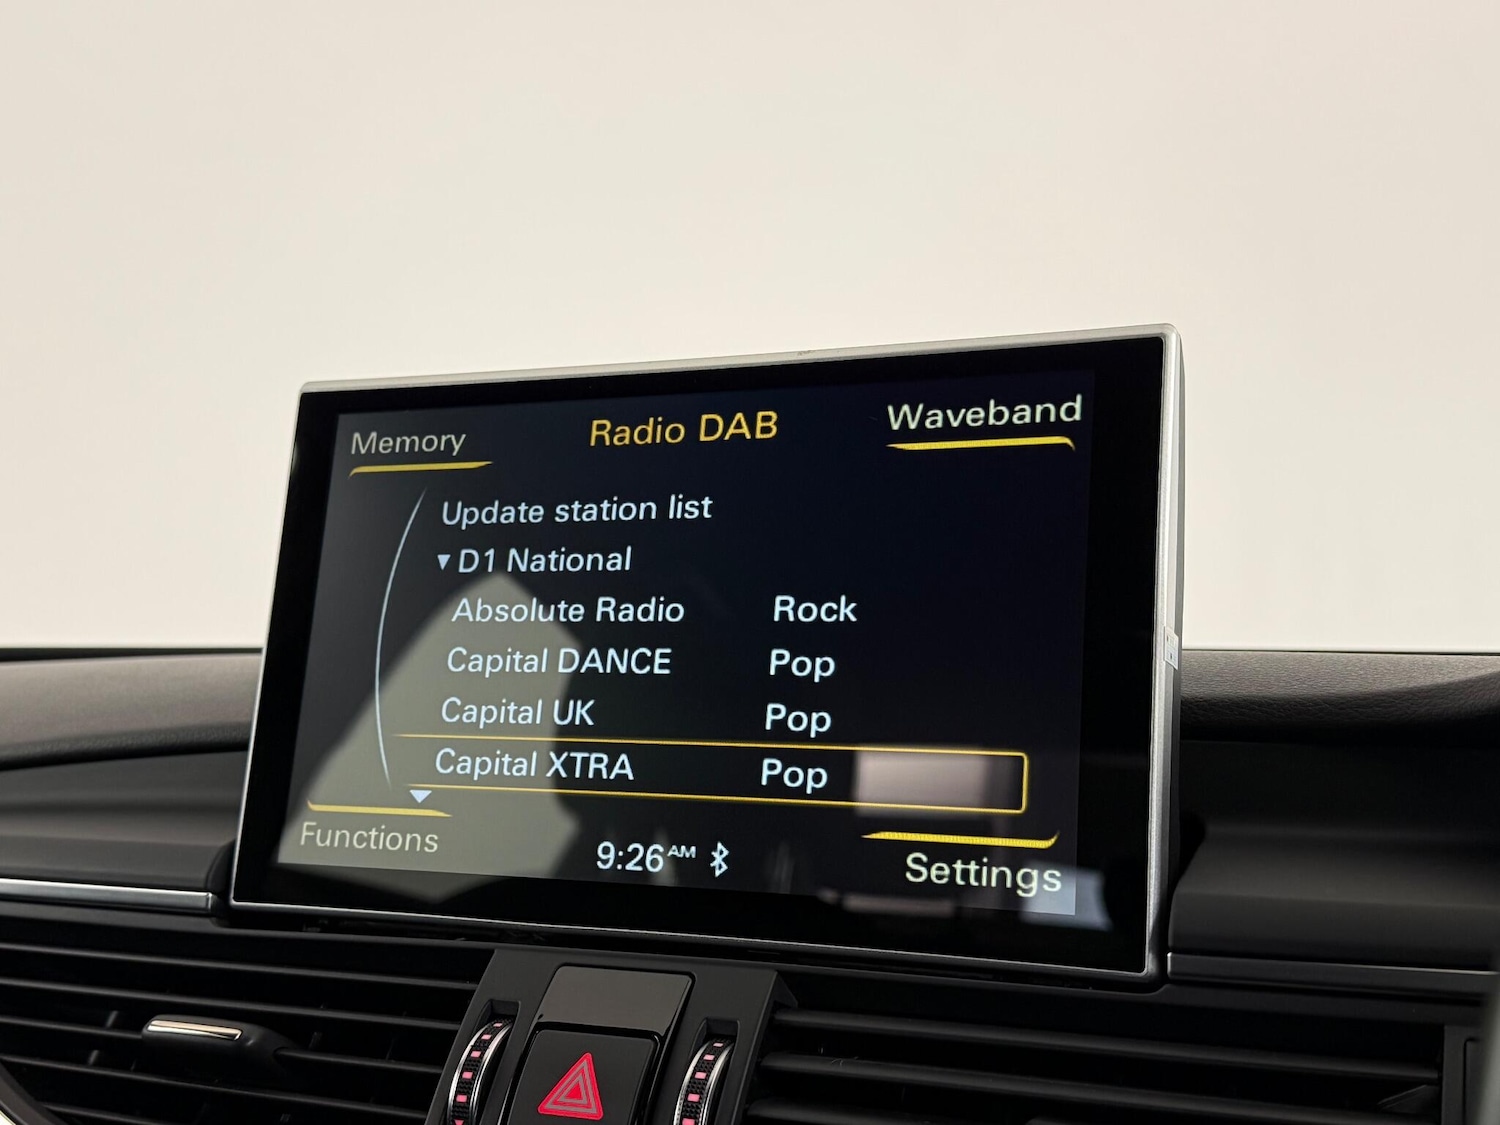 Memory
Radio DAB
Waveband
Update station list
D1 National
Absolute Radio Rock
Capital DANCE Pop
Capital UK Pop
Capital XTRA Pop
Functions
9:26 AM
Settings